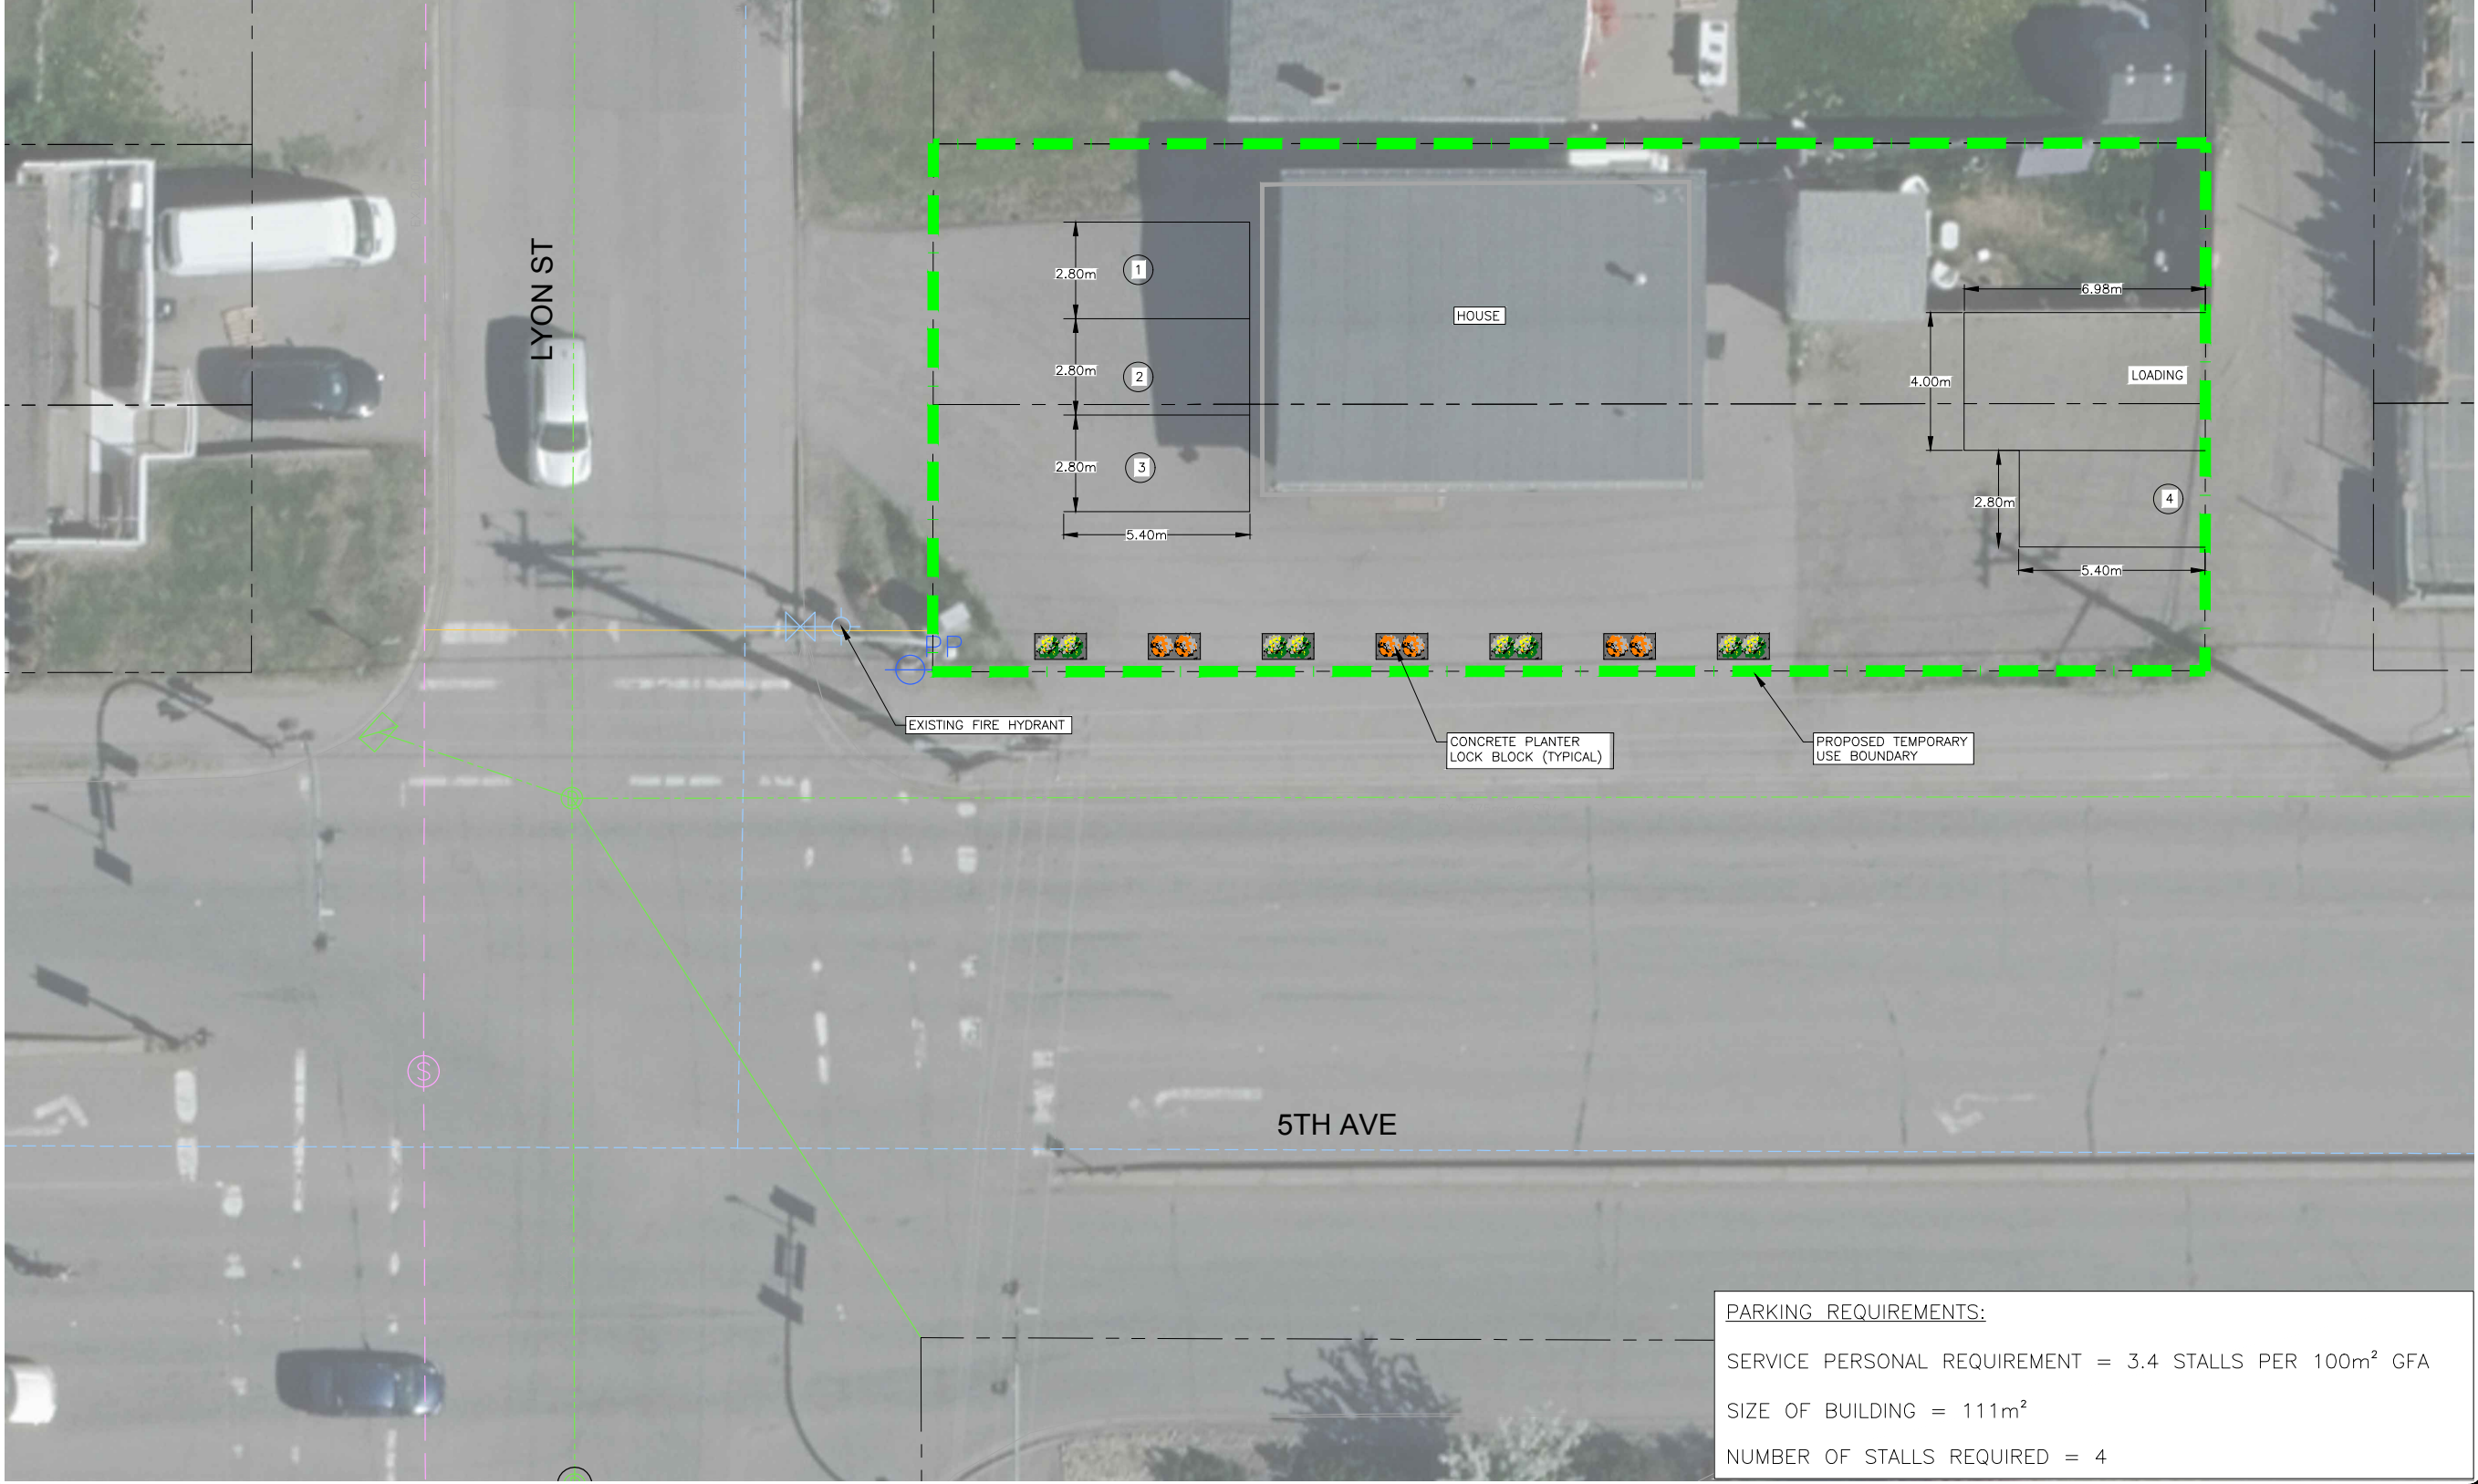 LYON ST
2.80m
1
2.80m
2
2.80m
3
5.40m
HOUSE
6.98m
4.00m
LOADING
2.80m
4
5.40m
PP
EXISTING FIRE HYDRANT
CONCRETE PLANTER
LOCK BLOCK (TYPICAL)
PROPOSED TEMPORARY
USE BOUNDARY
S
5TH AVE
PARKING REQUIREMENTS:
SERVICE PERSONAL REQUIREMENT = 3.4 STALLS PER 100m² GFA
SIZE OF BUILDING = 111m²
NUMBER OF STALLS REQUIRED = 4